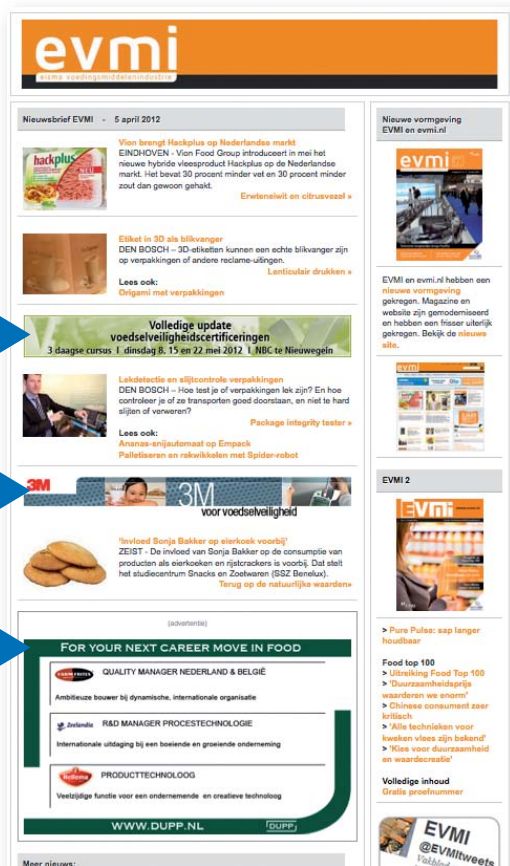 evmi
eisma voedingsmiddelenindustrie
Nieuwsbrief EVMI - 5 april 2012
hackplus
NEU
Vion brengt Hackplus op Nederlandse markt
EINDHOVEN - Vion Food Group introduceert in mei het
nieuwe hybride vleesproduct Hackplus op de Nederlandse
markt. Het bevat 30 procent minder vet en 30 procent minder
zout dan gewoon gehakt.
Erwteneiwit en citrusvezel »
Etiket in 3D als blikvanger
DEN BOSCH – 3D-etiketten kunnen een echte blikvanger zijn
op verpakkingen of andere reclame-uitingen.
Lenticulair drukken »
Lees ook:
Origami met verpakkingen
Volledige update
voedselveiligheidscertificeringen
3 daagse cursus I dinsdag 8, 15 en 22 mei 2012 I NBC te Nieuwegein
Lekdetectie en slijtcontrole verpakkingen
DEN BOSCH – Hoe test je of verpakkingen lek zijn? En hoe
controleer je of ze transporten goed doorstaan, en niet te hard
slijten of verweren?
Package integrity tester »
Lees ook:
Ananas-snijautomaat op Empack
Palletiseren en rekwikkelen met Spider-robot
3M
3M
voor voedselveiligheid
'Invloed Sonja Bakker op eierkoek voorbij'
ZEIST - De invloed van Sonja Bakker op de consumptie van
producten als eierkoeken en rijstcrackers is voorbij. Dat stelt
het studiecentrum Snacks en Zoetwaren (SSZ Benelux).
Terug op de natuurlijke waarden»
(advertentie)
FOR YOUR NEXT CAREER MOVE IN FOOD
FARM FRITES
QUALITY MANAGER NEDERLAND & BELGIË
Ambitieuze bouwer bij dynamische, internationale organisatie
Zeelandia
R&D MANAGER PROCESTECHNOLOGIE
Internationale uitdaging bij een boeiende en groeiende onderneming
Hellema
PRODUCTTECHNOLOOG
Veelzijdige functie voor een ondernemende en creatieve technoloog
WWW.DUPP.NL
DUPP
Meer nieuws:
Nieuwe vormgeving
EVMI en evmi.nl
evmi
EVMI en evmi.nl hebben een
nieuwe vormgeving
gekregen. Magazine en
website zijn gemoderniseerd
en hebben een frisser uiterlijk
gekregen. Bekijk de nieuwe
site.
EVMI 2
EVmi
> Pure Pulse: sap langer
houdbaar
Food top 100
> Uitreiking Food Top 100
> 'Duurzaamheidsprijs
waarderen we enorm'
> Chinese consument zeer
kritisch
> 'Alle technieken voor
kweken vlees zijn bekend'
> 'Kies voor duurzaamheid
en waardecreatie'
Volledige inhoud
Gratis proefnummer
EVMI
@EVMItweets